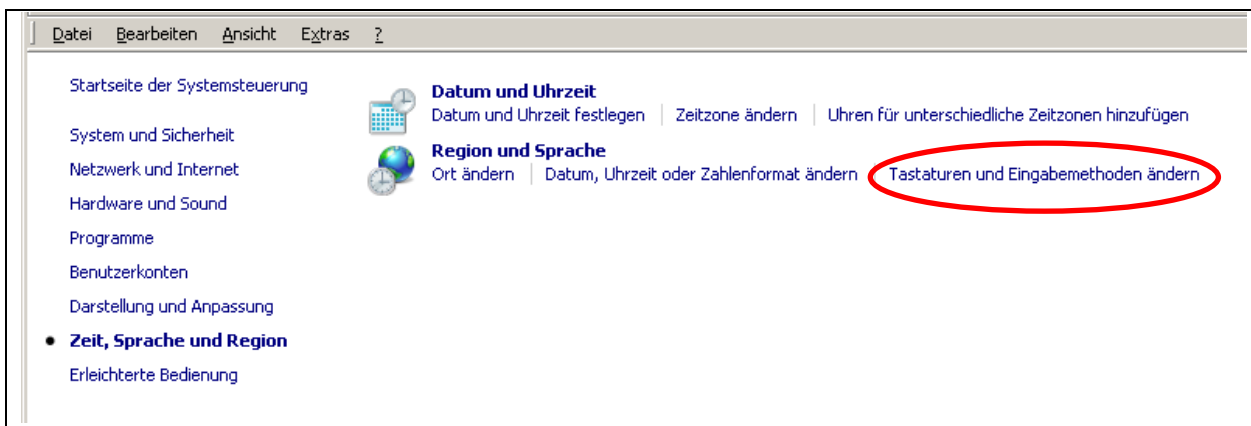 Datei Bearbeiten Ansicht Extras ?
Startseite der Systemsteuerung
System und Sicherheit
Netzwerk und Internet
Hardware und Sound
Programme
Benutzerkonten
Darstellung und Anpassung
Zeit, Sprache und Region
Erleichterte Bedienung
Datum und Uhrzeit
Datum und Uhrzeit festlegen Zeitzone ändern Uhren für unterschiedliche Zeitzonen hinzufügen
Region und Sprache
Ort ändern Datum, Uhrzeit oder Zahlenformat ändern Tastaturen und Eingabemethoden ändern